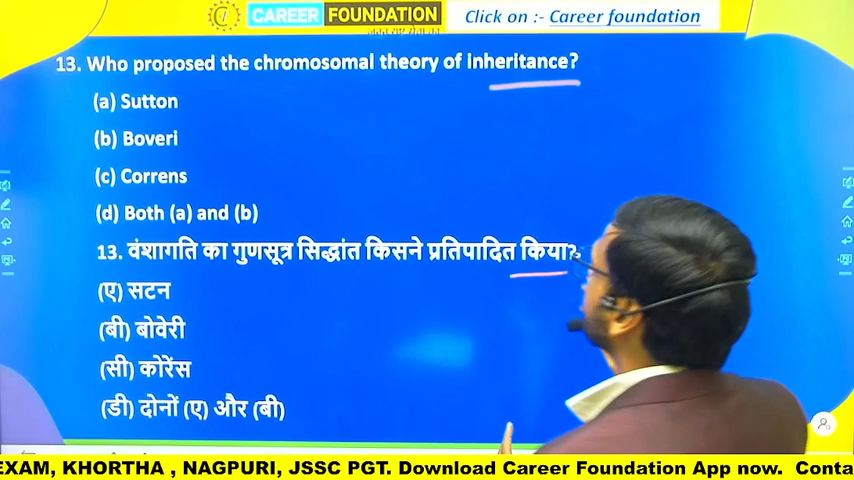 CAREER FOUNDATION
Click on :- Career foundation
13. Who proposed the chromosomal theory of inheritance?
(a) Sutton
(b) Boveri
(c) Correns
(d) Both (a) and (b)
13. वंशागति का गुणसूत्र सिद्धांत किसने प्रतिपादित किया?
(ए) सटन
(बी) बोवेरी
(सी) कोरेंस
(डी) दोनों (ए) और (बी)
EXAM, KHORTHA , NAGPURI, JSSC PGT. Download Career Foundation App now. Conta